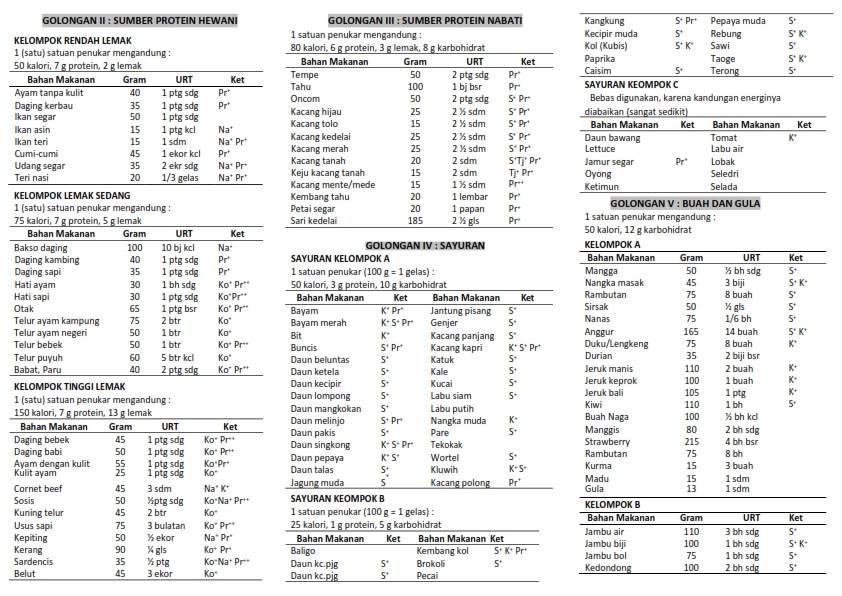 GOLONGAN II : SUMBER PROTEIN HEWANI
KELOMPOK RENDAH LEMAK
1 (satu) satuan penukar mengandung :
50 kalori, 7 g protein, 2 g lemak
Bahan Makanan Gram URT Ket
Ayam tanpa kulit 40 1 ptg sdg Pr⁺
Daging kerbau 35 1 ptg sdg Pr⁺
Ikan segar 50 1 ptg sdg
Ikan asin 15 1 ptg kcl Na⁺
Ikan teri 15 1 sdm Na⁺ Pr⁺
Cumi-cumi 45 1 ekor kcl Pr⁺
Udang segar 35 2 ekr sdg Na⁺ Pr⁺
Teri nasi 20 1/3 gelas Na⁺ Pr⁺
KELOMPOK LEMAK SEDANG
1 (satu) satuan penukar mengandung :
75 kalori, 7 g protein, 5 g lemak
Bahan Makanan Gram URT Ket
Bakso daging 100 10 bj kcl Na⁺
Daging kambing 40 1 ptg sdg Pr⁺
Daging sapi 35 1 ptg sdg Pr⁺
Hati ayam 30 1 bh sdg Ko⁺ Pr⁺⁺
Hati sapi 30 1 ptg sdg Ko⁺Pr⁺⁺
Otak 65 1 ptg bsr Ko⁺ Pr⁺⁺
Telur ayam kampung 75 2 btr Ko⁺
Telur ayam negeri 50 1 btr Ko⁺
Telur bebek 50 1 btr Ko⁺ Pr⁺⁺
Telur puyuh 60 5 btr kcl Ko⁺
Babat, Paru 40 2 ptg sdg Ko⁺ Pr⁺⁺
KELOMPOK TINGGI LEMAK
1 (satu) satuan penukar mengandung :
150 kalori, 7 g protein, 13 g lemak
Bahan Makanan Gram URT Ket
Daging bebek 45 1 ptg sdg Ko⁺ Pr⁺⁺
Daging babi 50 1 ptg sdg Ko⁺ Pr⁺⁺
Ayam dengan kulit 55 1 ptg sdg Ko⁺Pr⁺
Kulit ayam 25 1 ptg sdg Ko⁺
Cornet beef 45 3 sdm Na⁺ K⁺
Sosis 50 ½ptg sdg Ko⁺Na⁺ Pr⁺⁺
Kuning telur 45 2 btr Ko⁺
Usus sapi 75 3 bulatan Ko⁺ Pr⁺⁺
Kepiting 50 ½ ekor Na⁺ Pr⁺
Kerang 90 ¼ gls Ko⁺ Pr⁺
Sardencis 35 ½ ptg Ko⁺Na⁺ Pr⁺⁺
Belut 45 3 ekor Ko⁺
GOLONGAN III : SUMBER PROTEIN NABATI
1 satuan penukar mengandung :
80 kalori, 6 g protein, 3 g lemak, 8 g karbohidrat
Bahan Makanan Gram URT Ket
Tempe 50 2 ptg sdg Pr⁺
Tahu 100 1 bj bsr Pr⁺
Oncom 50 2 ptg sdg S⁺ Pr⁺
Kacang hijau 25 2 ½ sdm S⁺ Pr⁺
Kacang tolo 15 2 ½ sdm S⁺ Pr⁺
Kacang kedelai 25 2 ½ sdm S⁺ Pr⁺
Kacang merah 25 2 ½ sdm S⁺ Pr⁺
Kacang tanah 20 2 sdm S⁺Tj⁺ Pr⁺
Keju kacang tanah 15 2 sdm Tj⁺ Pr⁺
Kacang mente/mede 15 1 ½ sdm Pr⁺⁺
Kembang tahu 20 1 lembar Pr⁺
Petai segar 20 1 papan Pr⁺
Sari kedelai 185 2 ½ gls Pr⁺
GOLONGAN IV : SAYURAN
SAYURAN KELOMPOK A
1 satuan penukar (100 g = 1 gelas) :
50 kalori, 3 g protein, 10 g karbohidrat
Bahan Makanan Ket Bahan Makanan Ket
Bayam K⁺ Pr⁺ Jantung pisang S⁺
Bayam merah K⁺ S⁺ Pr⁺ Genjer S⁺
Bit K⁺ Kacang panjang S⁺
Buncis S⁺ Pr⁺ Kacang kapri K⁺ S⁺ Pr⁺
Daun beluntas S⁺ Katuk S⁺
Daun ketela S⁺ Kale S⁺
Daun kecipir S⁺ Kucai S⁺
Daun lompong S⁺ Labu siam S⁺
Daun mangkokan S⁺ Labu putih
Daun melinjo S⁺ Pr⁺ Nangka muda K⁺
Daun pakis S⁺ Pare S⁺
Daun singkong K⁺ S⁺ Pr⁺ Tekokak
Daun pepaya K⁺ S⁺ Wortel S⁺
Daun talas S⁺ Kluwih K⁺ S⁺
Jagung muda S⁺ Kacang polong Pr⁺
SAYURAN KEOMPOK B
1 satuan penukar (100 g = 1 gelas) :
25 kalori, 1 g protein, 5 g karbohidrat
Bahan Makanan Ket Bahan Makanan Ket
Baligo Kembang kol S⁺ K⁺ Pr⁺
Daun kc.pjg S⁺ Brokoli S⁺
Daun kc.pjg S⁺ Pecai
Kangkung S⁺ Pr⁺ Pepaya muda S⁺
Kecipir muda S⁺ Rebung S⁺ K⁺
Kol (Kubis) S⁺ K⁺ Sawi S⁺
Paprika Taoge S⁺ K⁺
Caisim S⁺ Terong S⁺
SAYURAN KEOMPOK C
Bebas digunakan, karena kandungan energinya
diabaikan (sangat sedikit)
Bahan Makanan Ket Bahan Makanan Ket
Daun bawang Tomat K⁺
Lettuce Labu air
Jamur segar Pr⁺ Lobak
Oyong Seledri
Ketimun Selada
GOLONGAN V : BUAH DAN GULA
1 satuan penukar mengandung :
50 kalori, 12 g karbohidrat
KELOMPOK A
Bahan Makanan Gram URT Ket
Mangga 50 ½ bh sdg S⁺
Nangka masak 45 3 biji S⁺ K⁺
Rambutan 75 8 buah S⁺
Sirsak 50 ½ gls S⁺
Nanas 75 1/6 bh S⁺
Anggur 165 14 buah S⁺ K⁺
Duku/Lengkeng 75 8 buah K⁺
Durian 35 2 biji bsr
Jeruk manis 110 2 buah K⁺
Jeruk keprok 100 1 buah K⁺
Jeruk bali 105 1 ptg K⁺
Kiwi 110 1 bh S⁺
Buah Naga 100 ½ bh kcl
Manggis 80 2 bh sdg
Strawberry 215 4 bh bsr
Rambutan 75 8 bh
Kurma 15 3 buah
Madu 15 1 sdm
Gula 13 1 sdm
KELOMPOK B
Bahan Makanan Gram URT Ket
Jambu air 110 3 bh sdg S⁺
Jambu biji 100 1 bh sdg S⁺ K⁺
Jambu bol 75 1 bh sdg S⁺
Kedondong 100 2 bh sdg S⁺